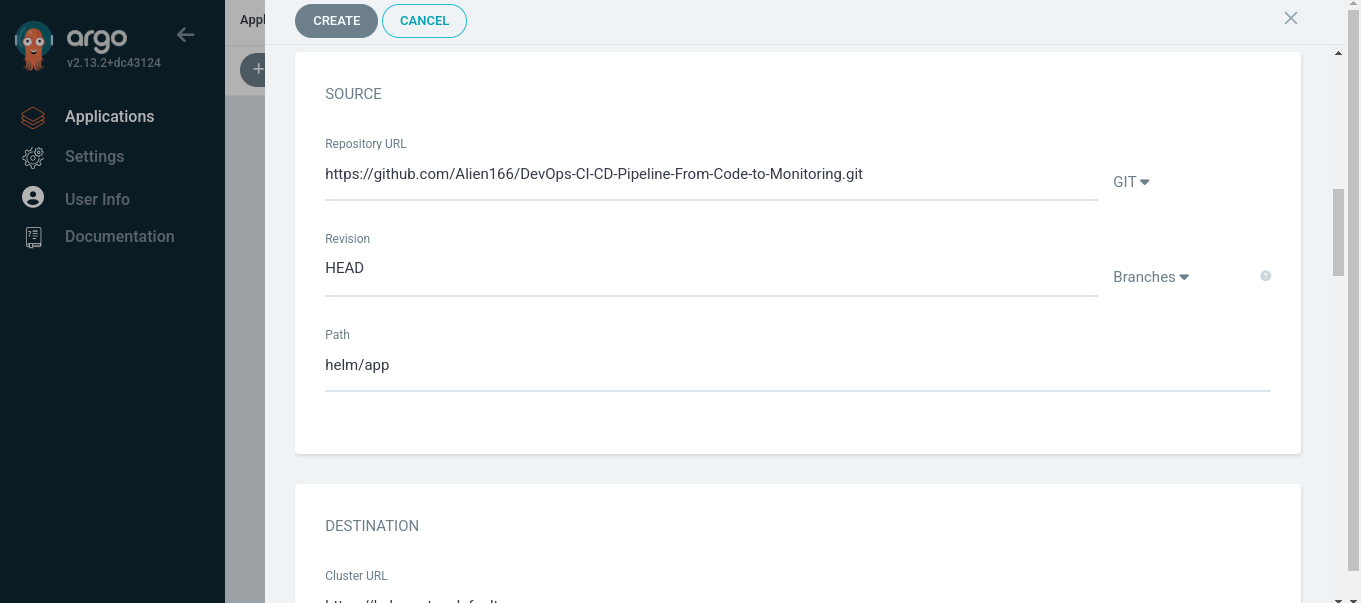 argo
v2.13.2+dc43124
Applications
Settings
User Info
Documentation
Appl
+
CREATE
CANCEL
SOURCE
Repository URL
https://github.com/Alien166/DevOps-CI-CD-Pipeline-From-Code-to-Monitoring.git
GIT
Revision
HEAD
Branches
?
Path
helm/app
DESTINATION
Cluster URL